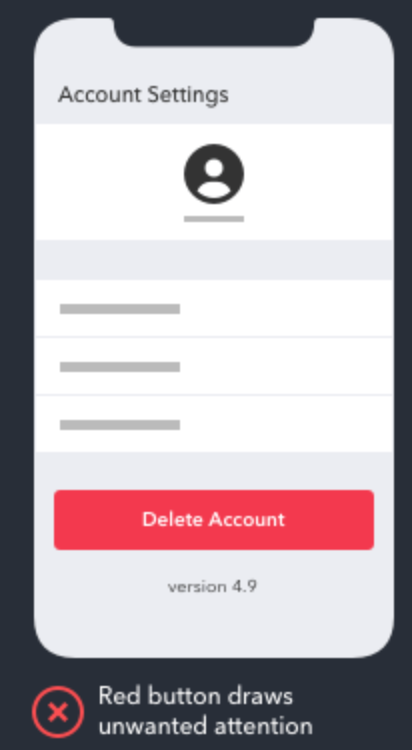 Account Settings
Delete Account
version 4.9
Red button draws
unwanted attention